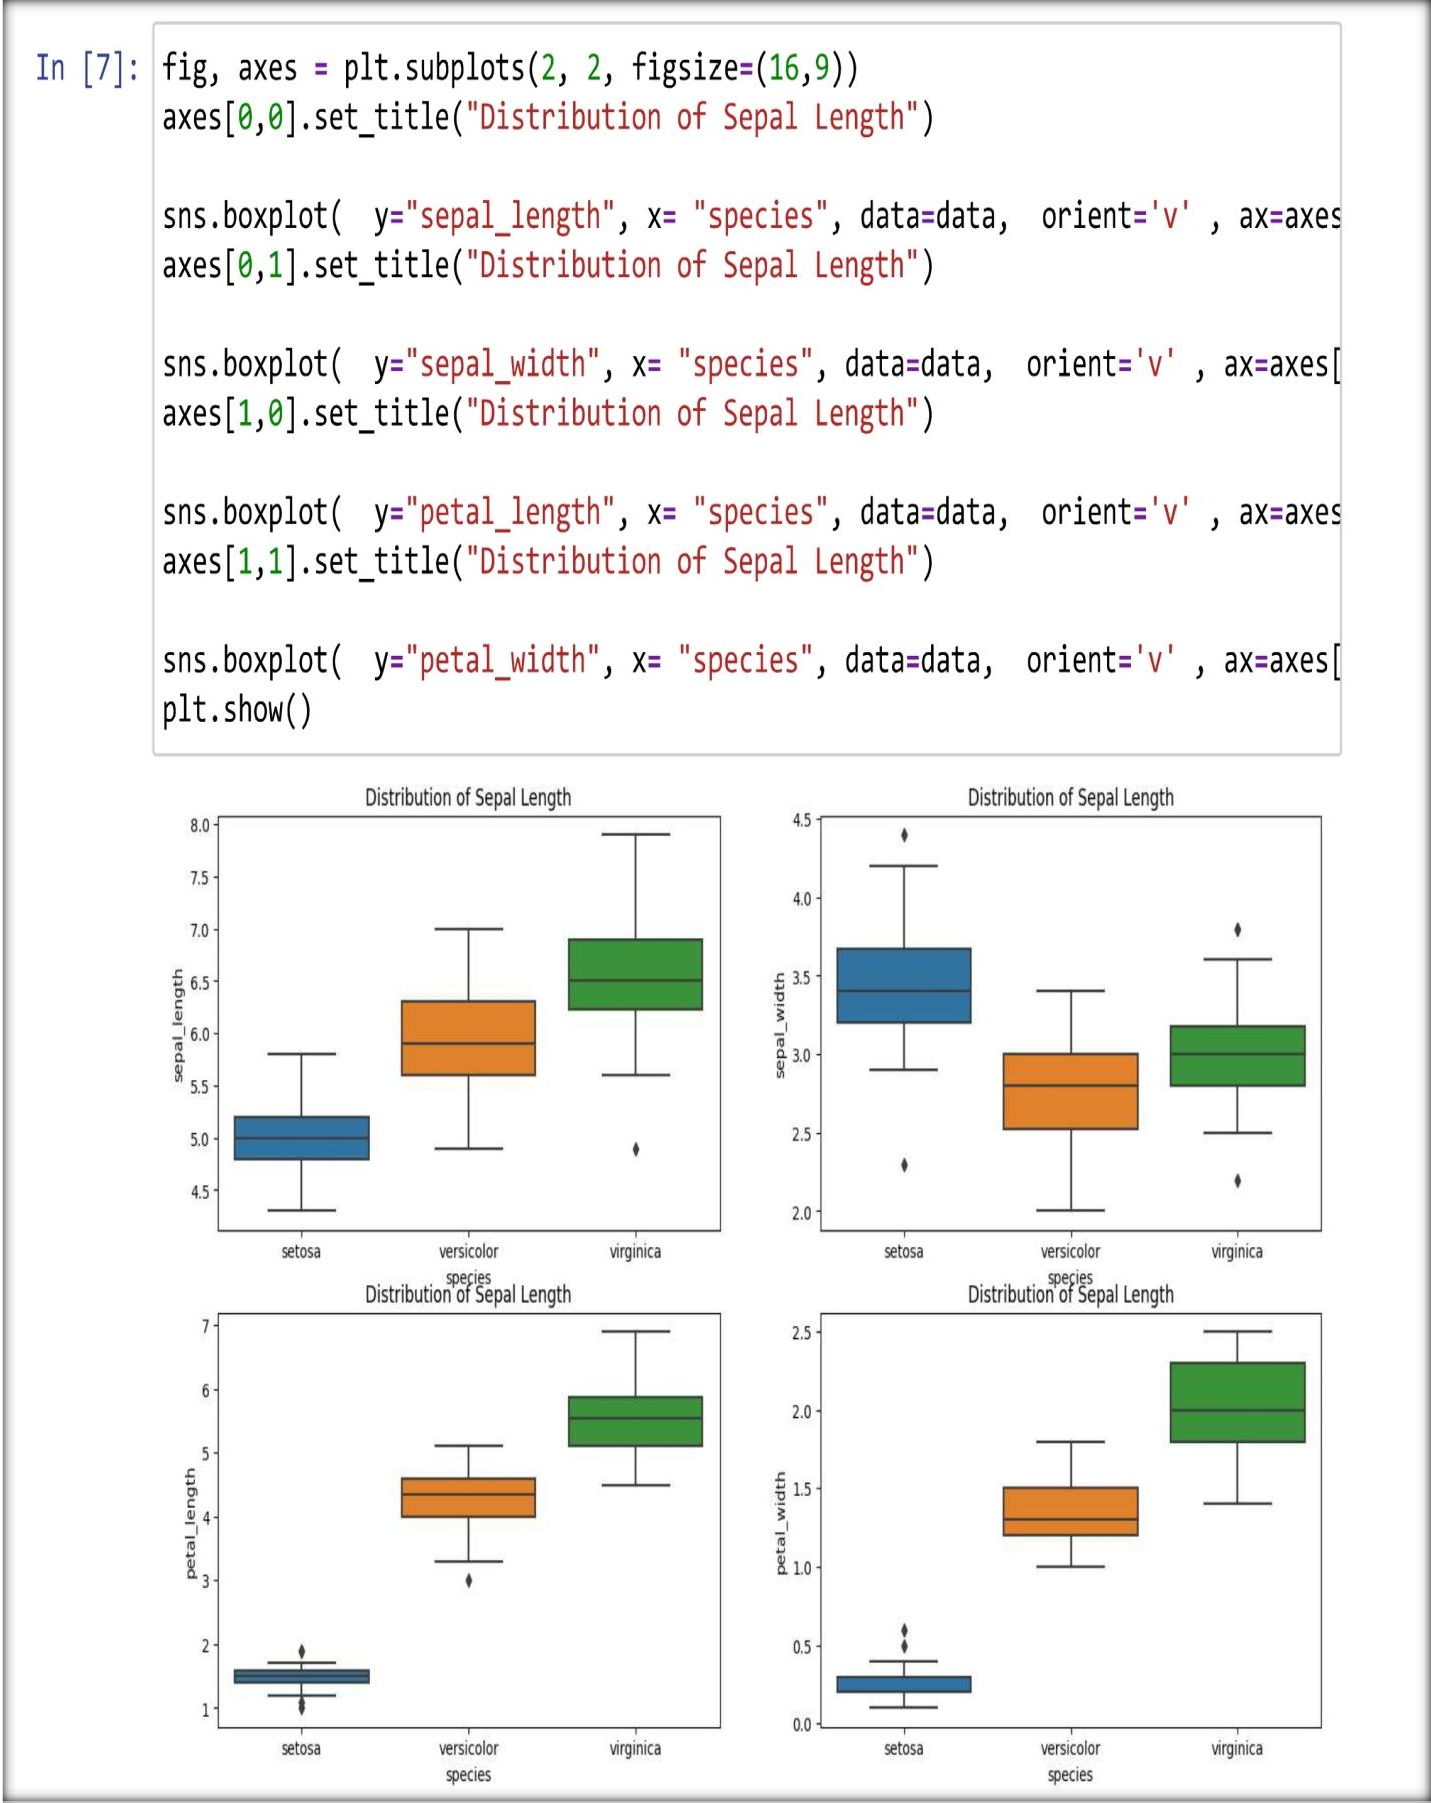 In [7]: fig, axes = plt.subplots(2, 2, figsize=(16,9))
axes[0,0].set_title("Distribution of Sepal Length")
sns.boxplot(  y="sepal_length", x= "species", data=data,  orient='v' , ax=axes
axes[0,1].set_title("Distribution of Sepal Length")
sns.boxplot(  y="sepal_width", x= "species", data=data,  orient='v' , ax=axes[
axes[1,0].set_title("Distribution of Sepal Length")
sns.boxplot(  y="petal_length", x= "species", data=data,  orient='v' , ax=axes
axes[1,1].set_title("Distribution of Sepal Length")
sns.boxplot(  y="petal_width", x= "species", data=data,  orient='v' , ax=axes[
plt.show()
Distribution of Sepal Length
8.0
7.5
7.0
6.5
6.0
5.5
5.0
4.5
sepal_length
setosa versicolor virginica
species
Distribution of Sepal Length
4.5
4.0
3.5
3.0
2.5
2.0
sepal_width
setosa versicolor virginica
species
Distribution of Sepal Length
7
6
5
4
3
2
1
petal_length
setosa versicolor virginica
species
Distribution of Sepal Length
2.5
2.0
1.5
1.0
0.5
0.0
petal_width
setosa versicolor virginica
species